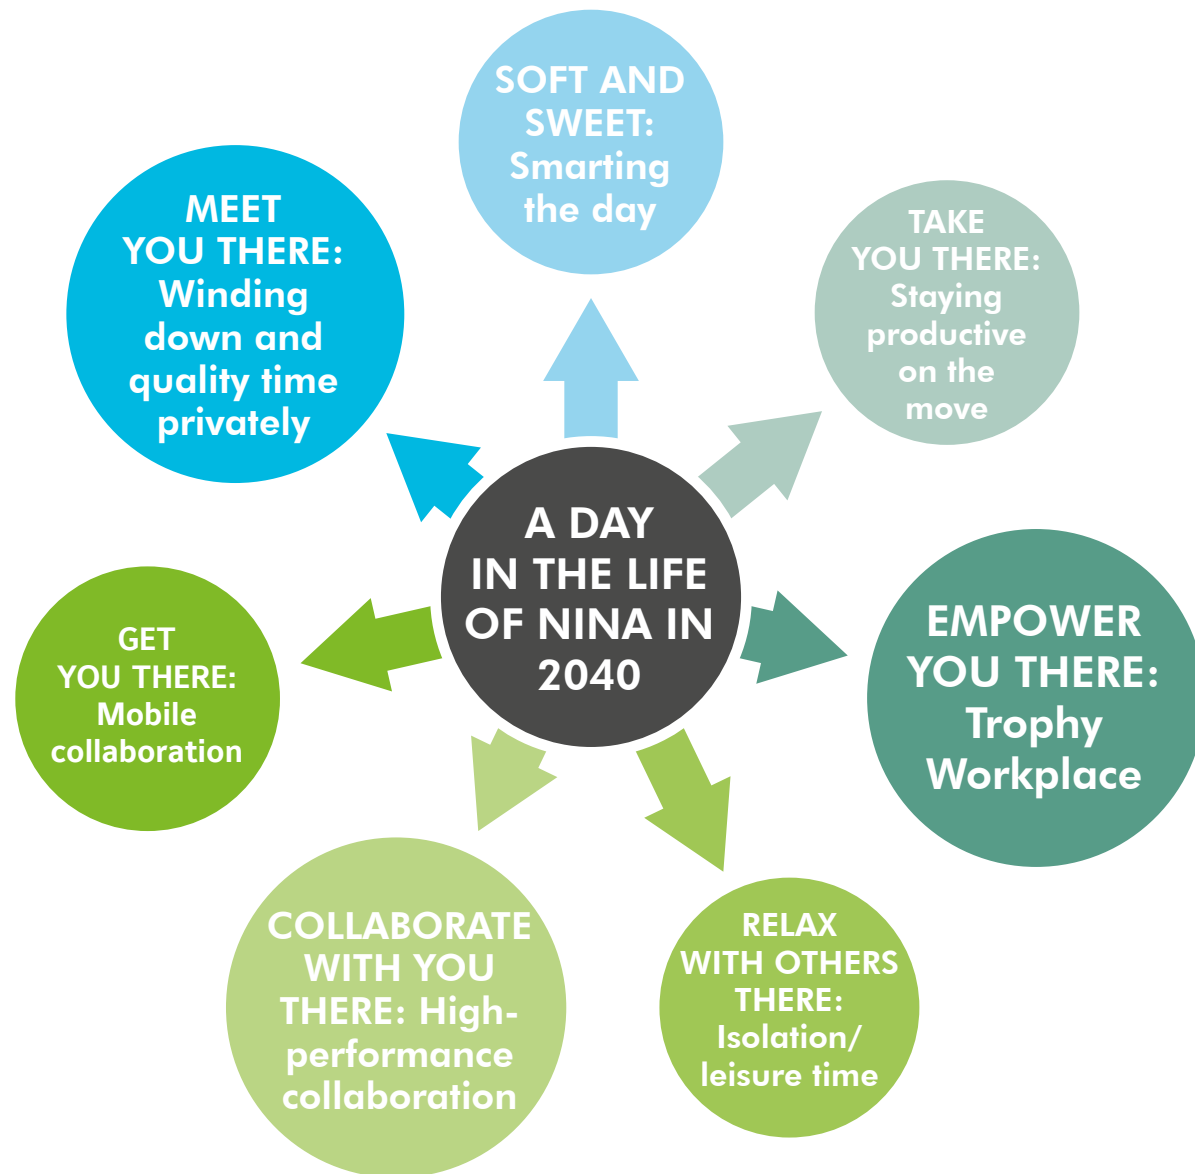 SOFT AND
SWEET:
Smarting
the day
TAKE
YOU THERE:
Staying
productive
on the
move
EMPOWER
YOU THERE:
Trophy
Workplace
RELAX
WITH OTHERS
THERE:
Isolation/
leisure time
COLLABORATE
WITH YOU
THERE: High-
performance
collaboration
GET
YOU THERE:
Mobile
collaboration
MEET
YOU THERE:
Winding
down and
quality time
privately
A DAY
IN THE LIFE
OF NINA IN
2040